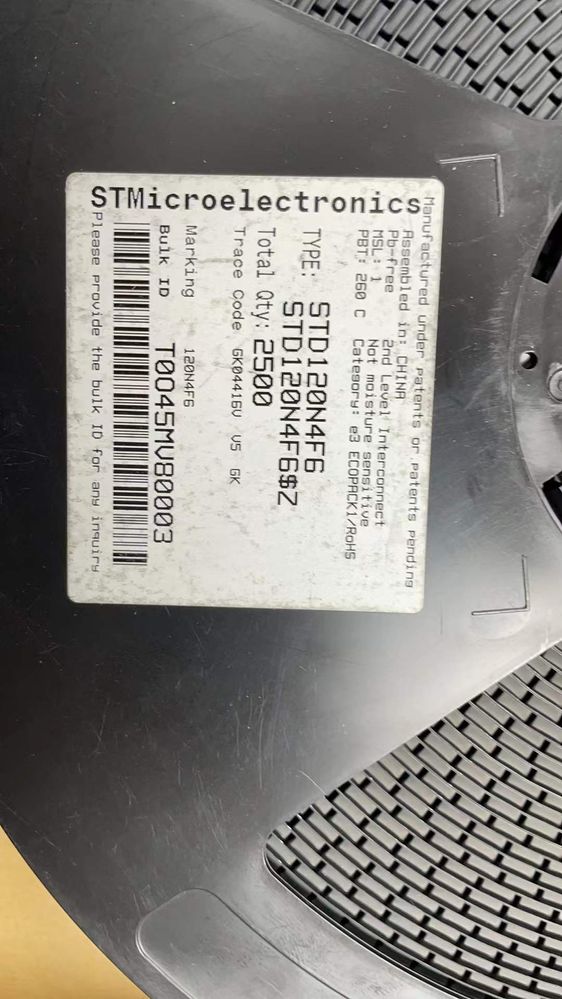 STMicroelectronics
Manufactured under patents or patents pending
Assembled in: CHINA
Pb-free 2nd Level Interconnect
MSL: 1 Not moisture sensitive
PBT: 260 C Category: e3 ECOPACK1/RoHS
TYPE: STD120N4F6
STD120N4F6$Z
Total Qty: 2500
Trace Code GK04416V V5 GK
Marking 120N4F6
Bulk ID T0045MV80003
Please provide the bulk ID for any inquiry